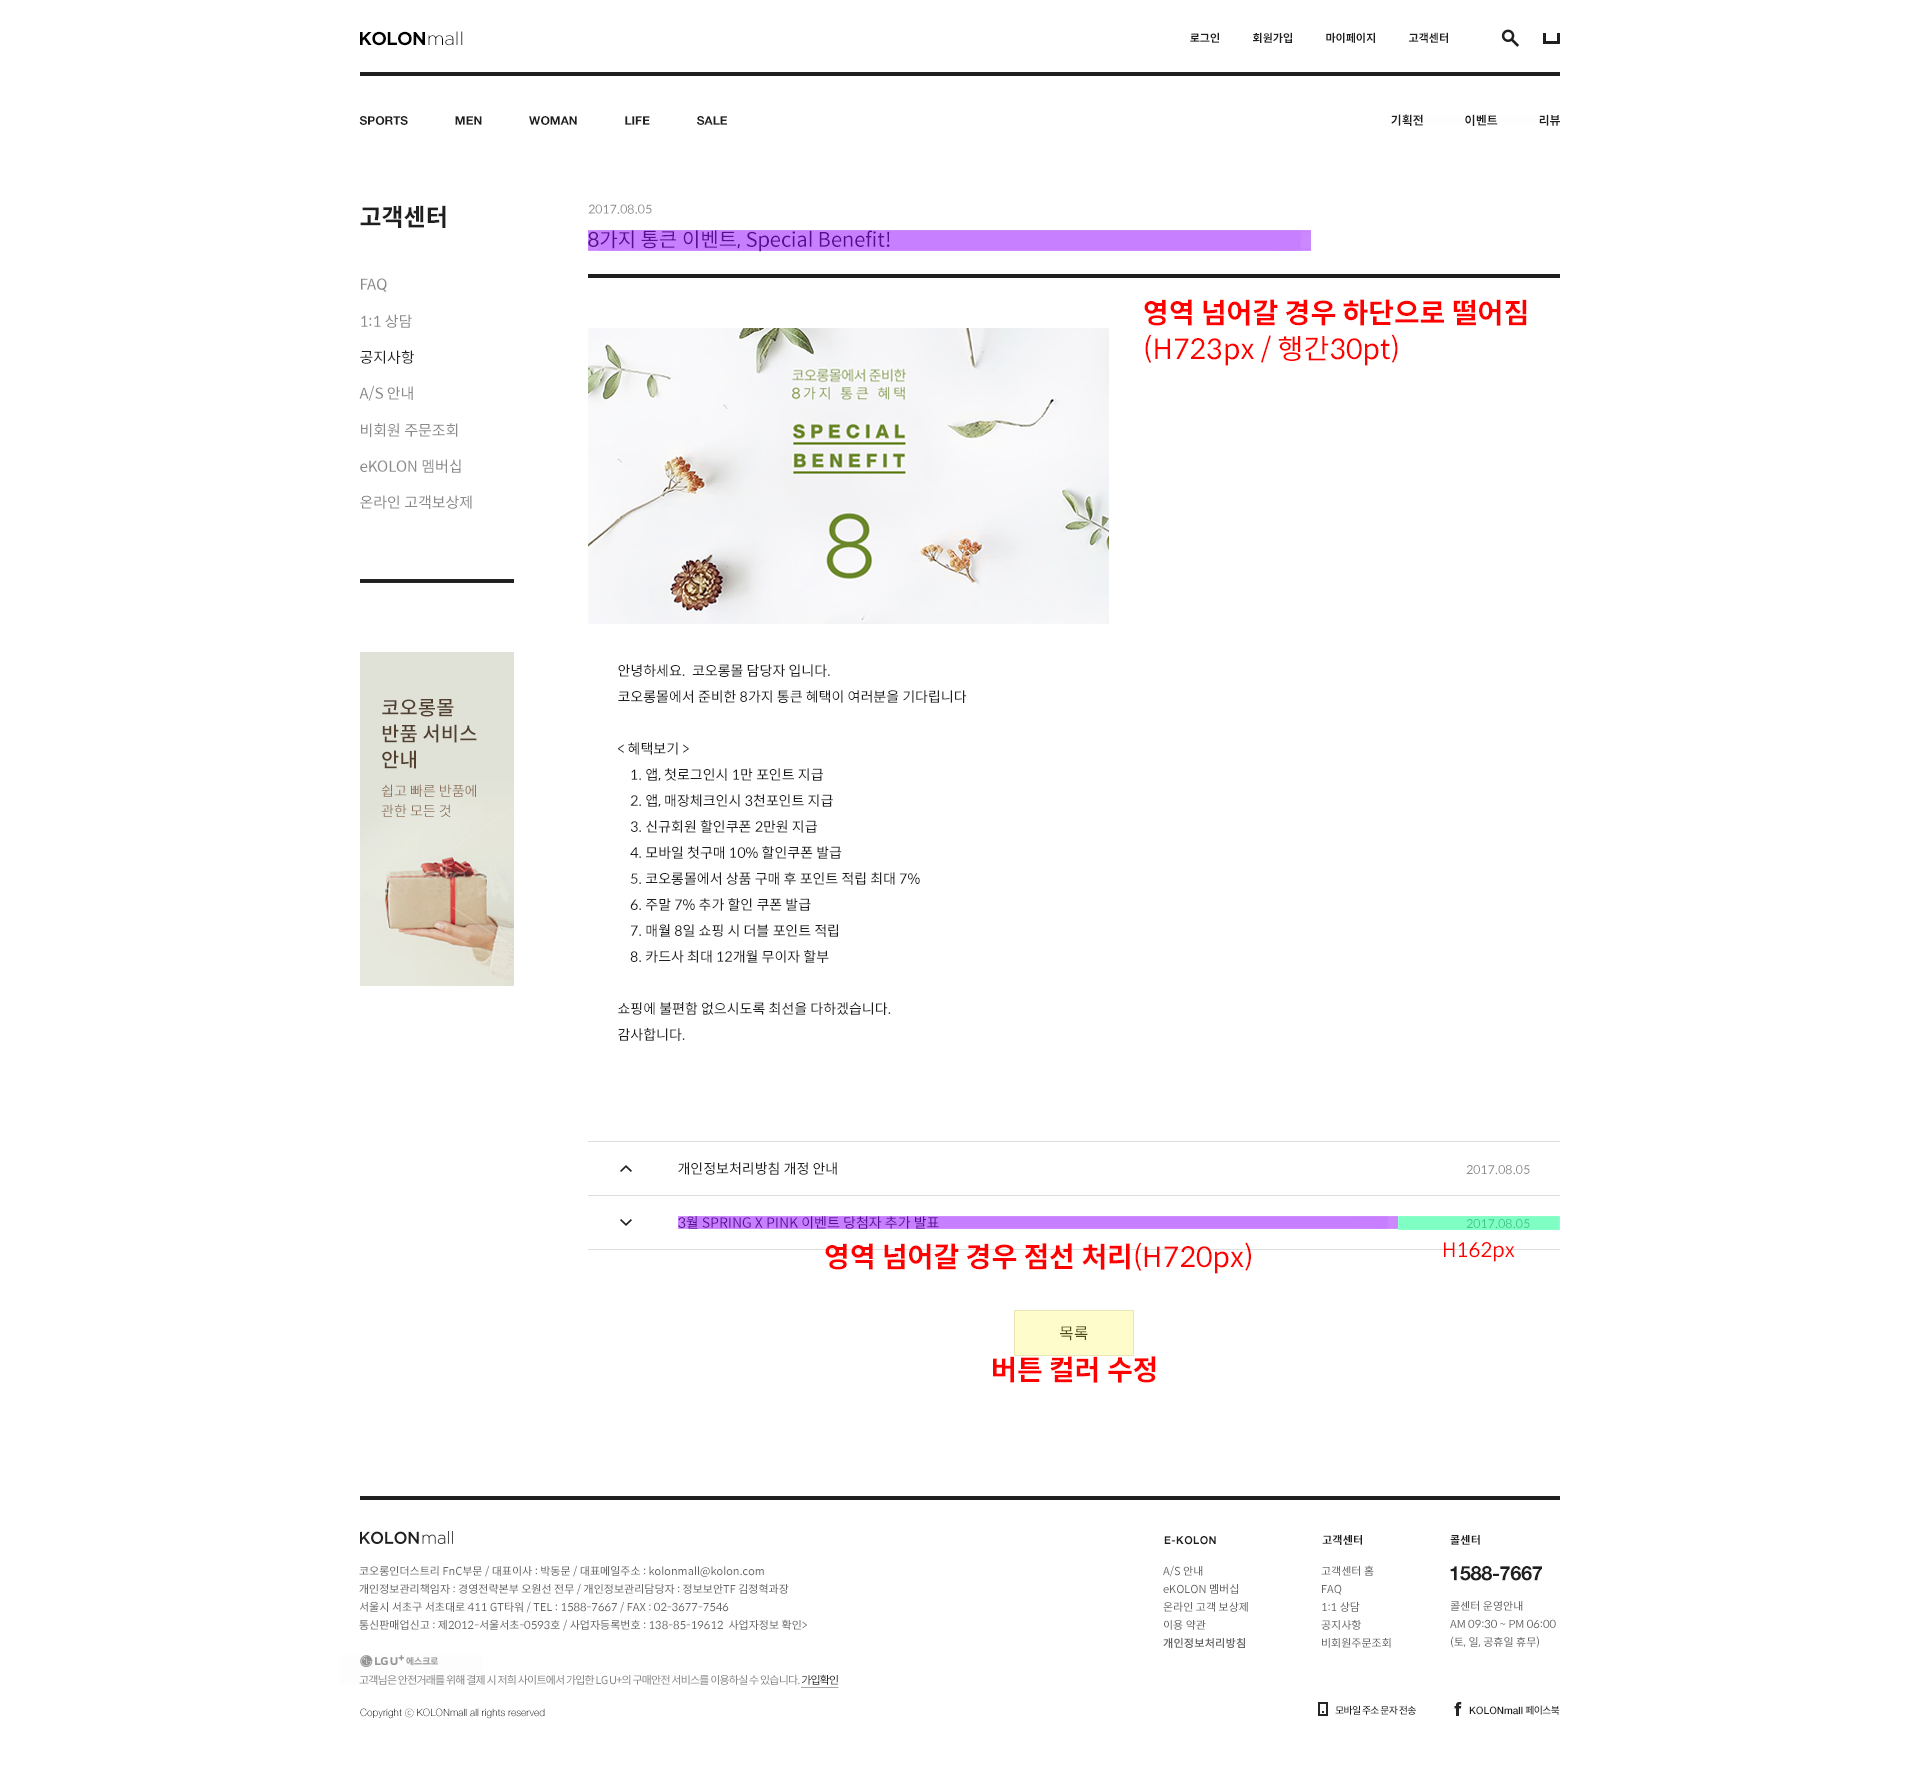 KOLONmall
로그인 회원가입 마이페이지 고객센터
SPORTS MEN WOMAN LIFE SALE 기획전 이벤트 리뷰
고객센터
FAQ
1:1 상담
공지사항
A/S 안내
비회원 주문조회
eKOLON 멤버십
온라인 고객보상제
코오롱몰
반품 서비스
안내
쉽고 빠른 반품에
관한 모든 것
2017.08.05
8가지 통큰 이벤트, Special Benefit!
영역 넘어갈 경우 하단으로 떨어짐
(H723px / 행간30pt)
코오롱몰에서 준비한
8가지 통큰 혜택
SPECIAL
BENEFIT
8
안녕하세요. 코오롱몰 담당자 입니다.
코오롱몰에서 준비한 8가지 통큰 혜택이 여러분을 기다립니다
< 혜택보기 >
1. 앱, 첫로그인시 1만 포인트 지급
2. 앱, 매장체크인시 3천포인트 지급
3. 신규회원 할인쿠폰 2만원 지급
4. 모바일 첫구매 10% 할인쿠폰 발급
5. 코오롱몰에서 상품 구매 후 포인트 적립 최대 7%
6. 주말 7% 추가 할인 쿠폰 발급
7. 매월 8일 쇼핑 시 더블 포인트 적립
8. 카드사 최대 12개월 무이자 할부
쇼핑에 불편함 없으시도록 최선을 다하겠습니다.
감사합니다.
개인정보처리방침 개정 안내 2017.08.05
3월 SPRING X PINK 이벤트 당첨자 추가 발표 2017.08.05
영역 넘어갈 경우 점선 처리(H720px) H162px
목록
버튼 컬러 수정
KOLONmall
코오롱인더스트리 FnC부문 / 대표이사 : 박동문 / 대표메일주소 : kolonmall@kolon.com
개인정보관리책임자 : 경영전략본부 오원선 전무 / 개인정보관리담당자 : 정보보안TF 김정혁과장
서울시 서초구 서초대로 411 GT타워 / TEL : 1588-7667 / FAX : 02-3677-7546
통신판매업신고 : 제2012-서울서초-0593호 / 사업자등록번호 : 138-85-19612 사업자정보 확인>
LG U+ 에스크로
고객님은 안전거래를 위해 결제 시 저희 사이트에서 가입한 LG U+의 구매안전 서비스를 이용하실 수 있습니다. 가입확인
Copyright ⓒ KOLONmall all rights reserved
E-KOLON
A/S 안내
eKOLON 멤버십
온라인 고객 보상제
이용 약관
개인정보처리방침
고객센터
고객센터 홈
FAQ
1:1 상담
공지사항
비회원주문조회
콜센터
1588-7667
콜센터 운영안내
AM 09:30 ~ PM 06:00
(토, 일, 공휴일 휴무)
모바일 주소 문자 전송 KOLONmall 페이스북